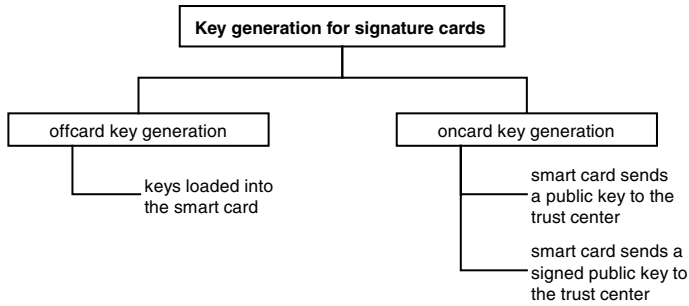 Key generation for signature cards
offcard key generation
keys loaded into
the smart card
oncard key generation
smart card sends
a public key to the
trust center
smart card sends a
signed public key to
the trust center